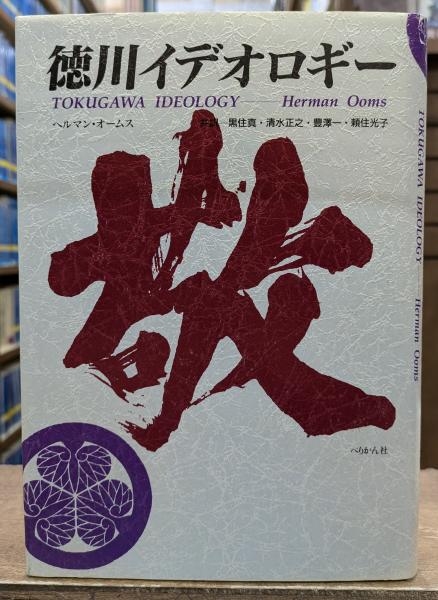 徳川イデオロギー
TOKUGAWA IDEOLOGY——Herman Ooms
ヘルマン・オームス
共訳—黒住真・清水正之・豊澤一・頼住光子
敬
ぺりかん社
TOKUGAWA IDEOLOGY Herman Ooms